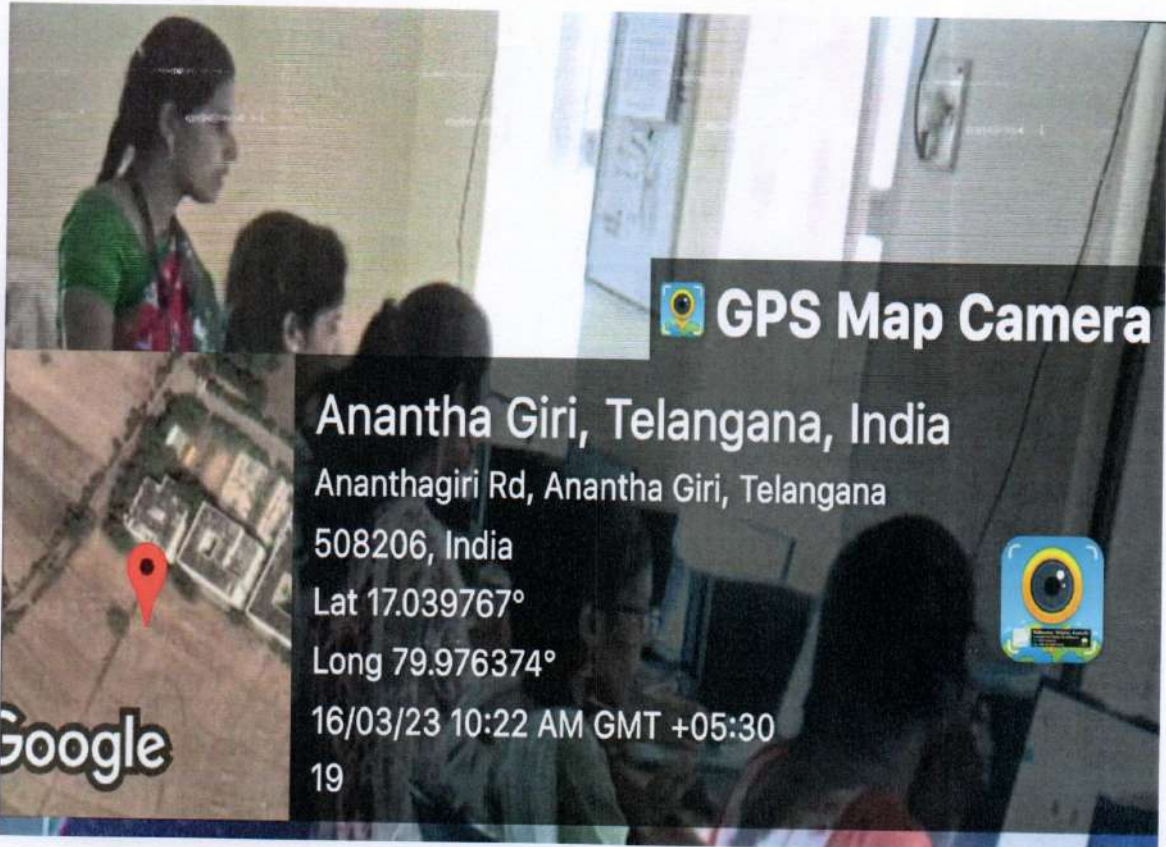 GPS Map Camera
Anantha Giri, Telangana, India
Ananthagiri Rd, Anantha Giri, Telangana
508206, India
Lat 17.039767°
Long 79.976374°
16/03/23 10:22 AM GMT +05:30
19
Google